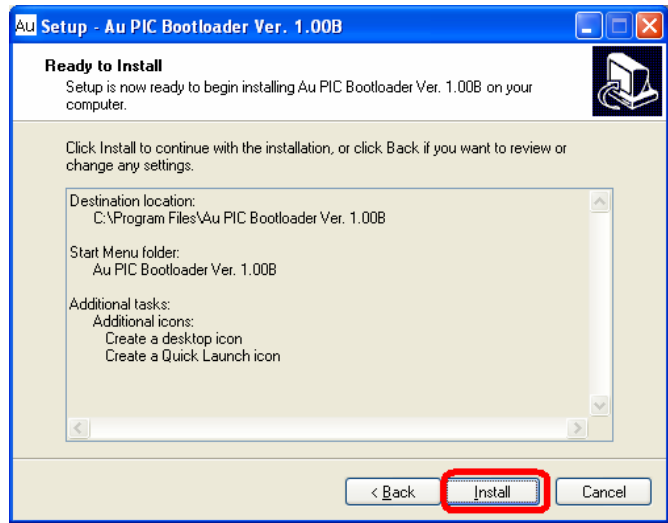 Au Setup - Au PIC Bootloader Ver. 1.00B
Ready to Install
Setup is now ready to begin installing Au PIC Bootloader Ver. 1.00B on your
computer.
Click Install to continue with the installation, or click Back if you want to review or
change any settings.
Destination location:
C:\Program Files\Au PIC Bootloader Ver. 1.00B
Start Menu folder:
Au PIC Bootloader Ver. 1.00B
Additional tasks:
Additional icons:
Create a desktop icon
Create a Quick Launch icon
< Back Install Cancel